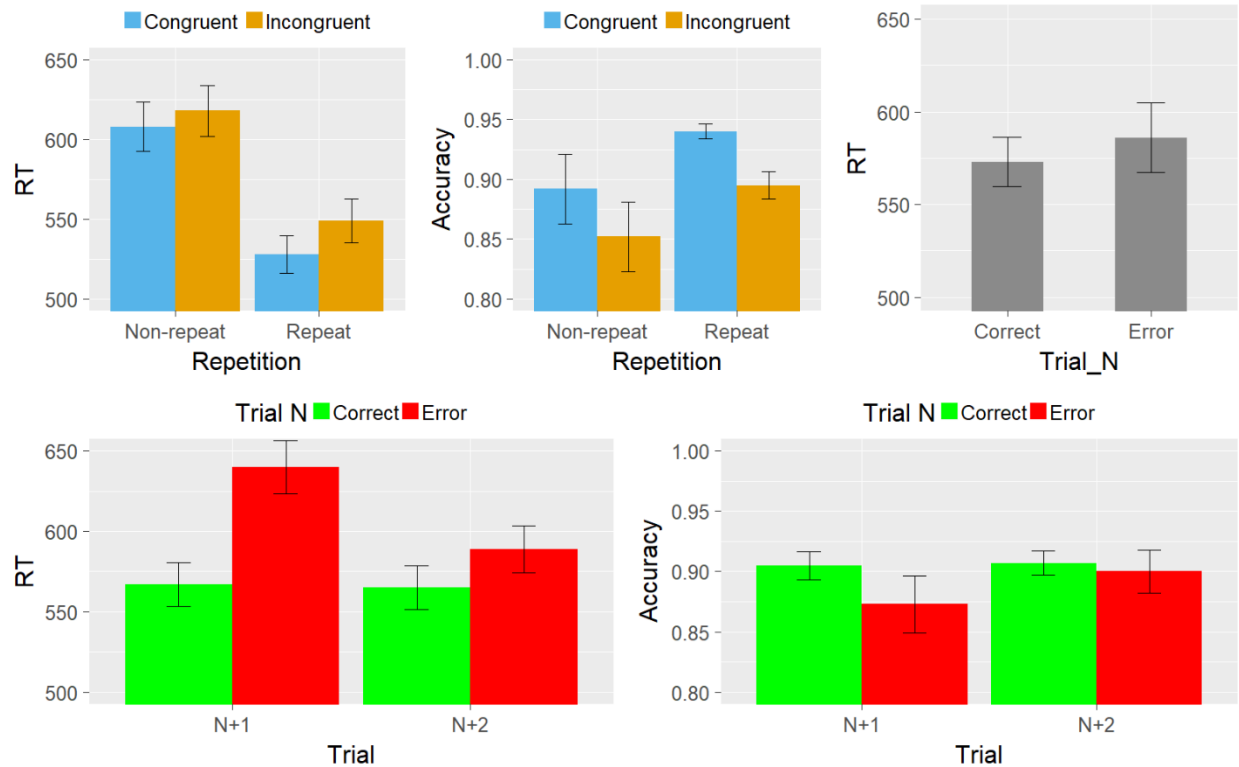 Congruent Incongruent
RT
650
600
550
500
Non-repeat Repeat
Repetition
Congruent Incongruent
Accuracy
1.00
0.95
0.90
0.85
0.80
Non-repeat Repeat
Repetition
RT
650
600
550
500
Correct Error
Trial_N
Trial N Correct Error
RT
650
600
550
500
N+1 N+2
Trial
Trial N Correct Error
Accuracy
1.00
0.95
0.90
0.85
0.80
N+1 N+2
Trial